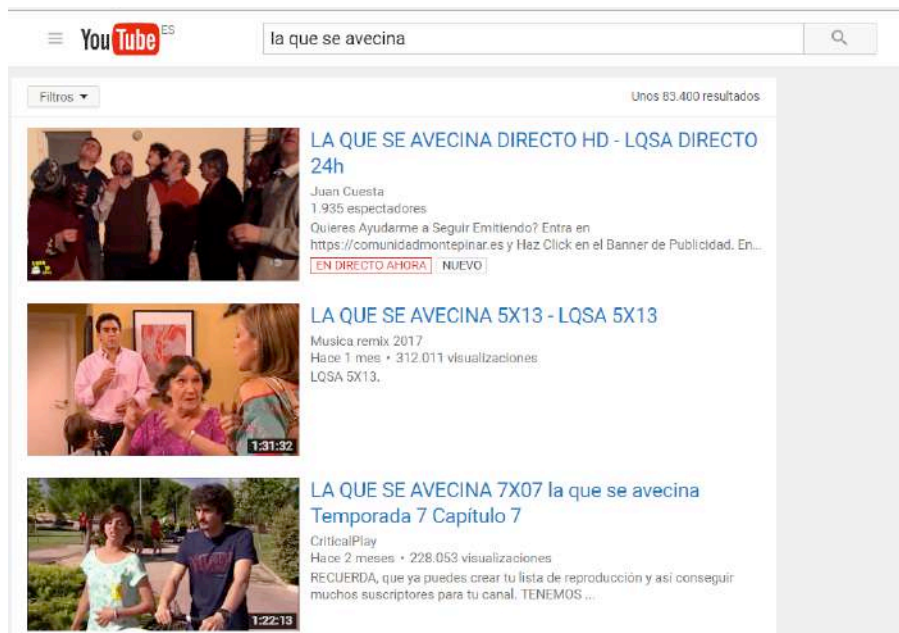 YouTube ES
la que se avecina
Filtros
Unos 83.400 resultados
LA QUE SE AVECINA DIRECTO HD - LQSA DIRECTO
24h
Juan Cuesta
1.935 espectadores
Quieres Ayudarme a Seguir Emitiendo? Entra en
https://comunidadmontepinar.es y Haz Click en el Banner de Publicidad. En...
EN DIRECTO AHORA NUEVO
LA QUE SE AVECINA 5X13 - LQSA 5X13
Musica remix 2017
Hace 1 mes • 312.011 visualizaciones
LQSA 5X13.
1:31:32
LA QUE SE AVECINA 7X07 la que se avecina
Temporada 7 Capítulo 7
CriticalPlay
Hace 2 meses • 228.053 visualizaciones
RECUERDA, que ya puedes crear tu lista de reproducción y asi conseguir
muchos suscriptores para tu canal. TENEMOS ...
1:22:13